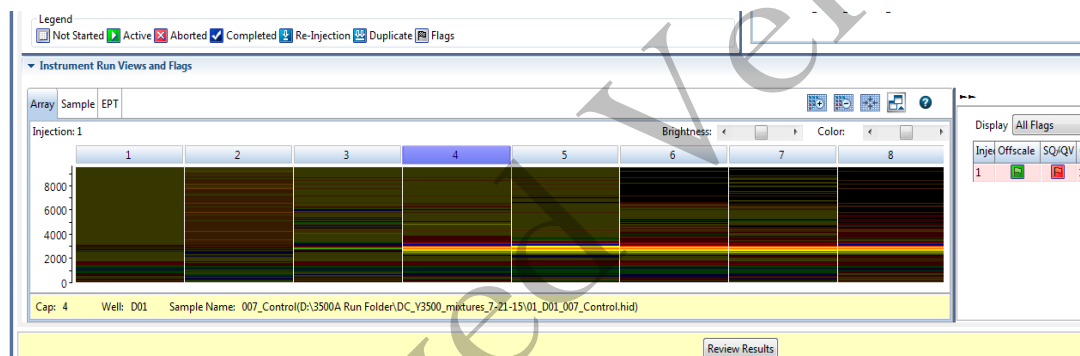 Legend
Not Started Active Aborted Completed Re-Injection Duplicate Flags
Instrument Run Views and Flags
Array Sample EPT
Injection: 1 Brightness: Color:
1 2 3 4 5 6 7 8
8000
6000
4000
2000
0
Cap: 4 Well: D01 Sample Name: 007_Control(D:\3500A Run Folder\DC_Y3500_mixtures_7-21-15\01_D01_007_Control.hid)
Display All Flags
Inje Offscale SQ/QV
1
Review Results